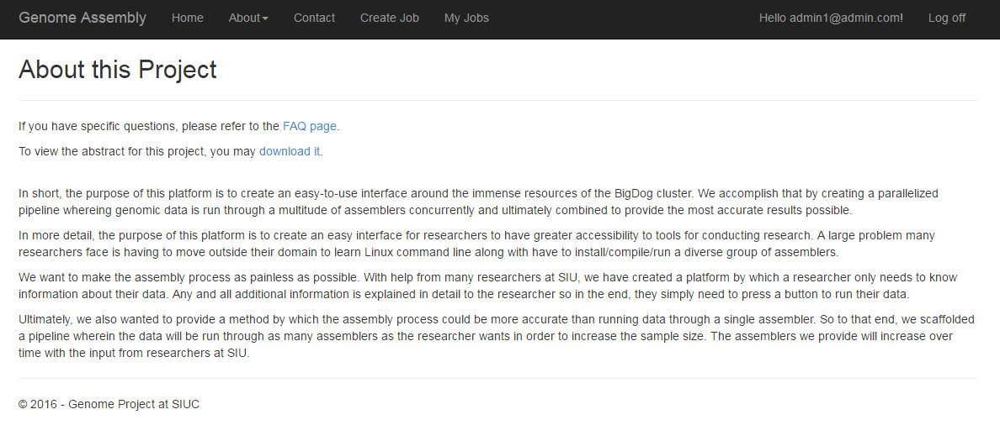 Genome Assembly Home About Contact Create Job My Jobs Hello admin1@admin.com! Log off
About this Project
If you have specific questions, please refer to the FAQ page.
To view the abstract for this project, you may download it.
In short, the purpose of this platform is to create an easy-to-use interface around the immense resources of the BigDog cluster. We accomplish that by creating a parallelized
pipeline whereing genomic data is run through a multitude of assemblers concurrently and ultimately combined to provide the most accurate results possible.
In more detail, the purpose of this platform is to create an easy interface for researchers to have greater accessibility to tools for conducting research. A large problem many
researchers face is having to move outside their domain to learn Linux command line along with have to install/compile/run a diverse group of assemblers.
We want to make the assembly process as painless as possible. With help from many researchers at SIU, we have created a platform by which a researcher only needs to know
information about their data. Any and all additional information is explained in detail to the researcher so in the end, they simply need to press a button to run their data.
Ultimately, we also wanted to provide a method by which the assembly process could be more accurate than running data through a single assembler. So to that end, we scaffolded
a pipeline wherein the data will be run through as many assemblers as the researcher wants in order to increase the sample size. The assemblers we provide will increase over
time with the input from researchers at SIU.
© 2016 - Genome Project at SIUC